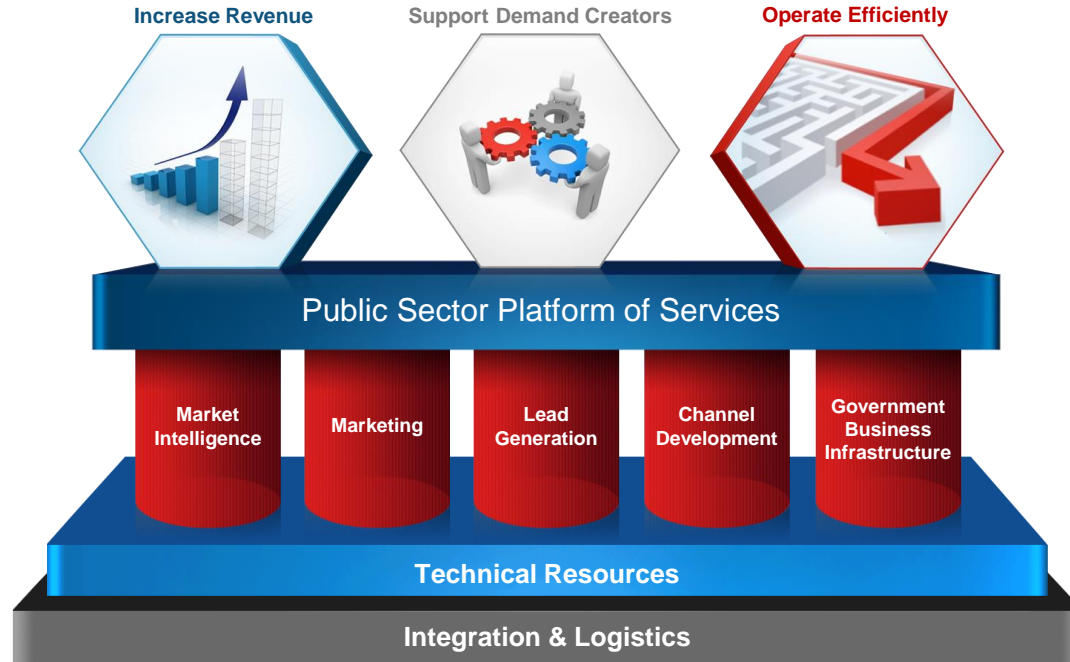 Increase Revenue
Support Demand Creators
Operate Efficiently
Public Sector Platform of Services
Market
Intelligence
Marketing
Lead
Generation
Channel
Development
Government
Business
Infrastructure
Technical Resources
Integration & Logistics